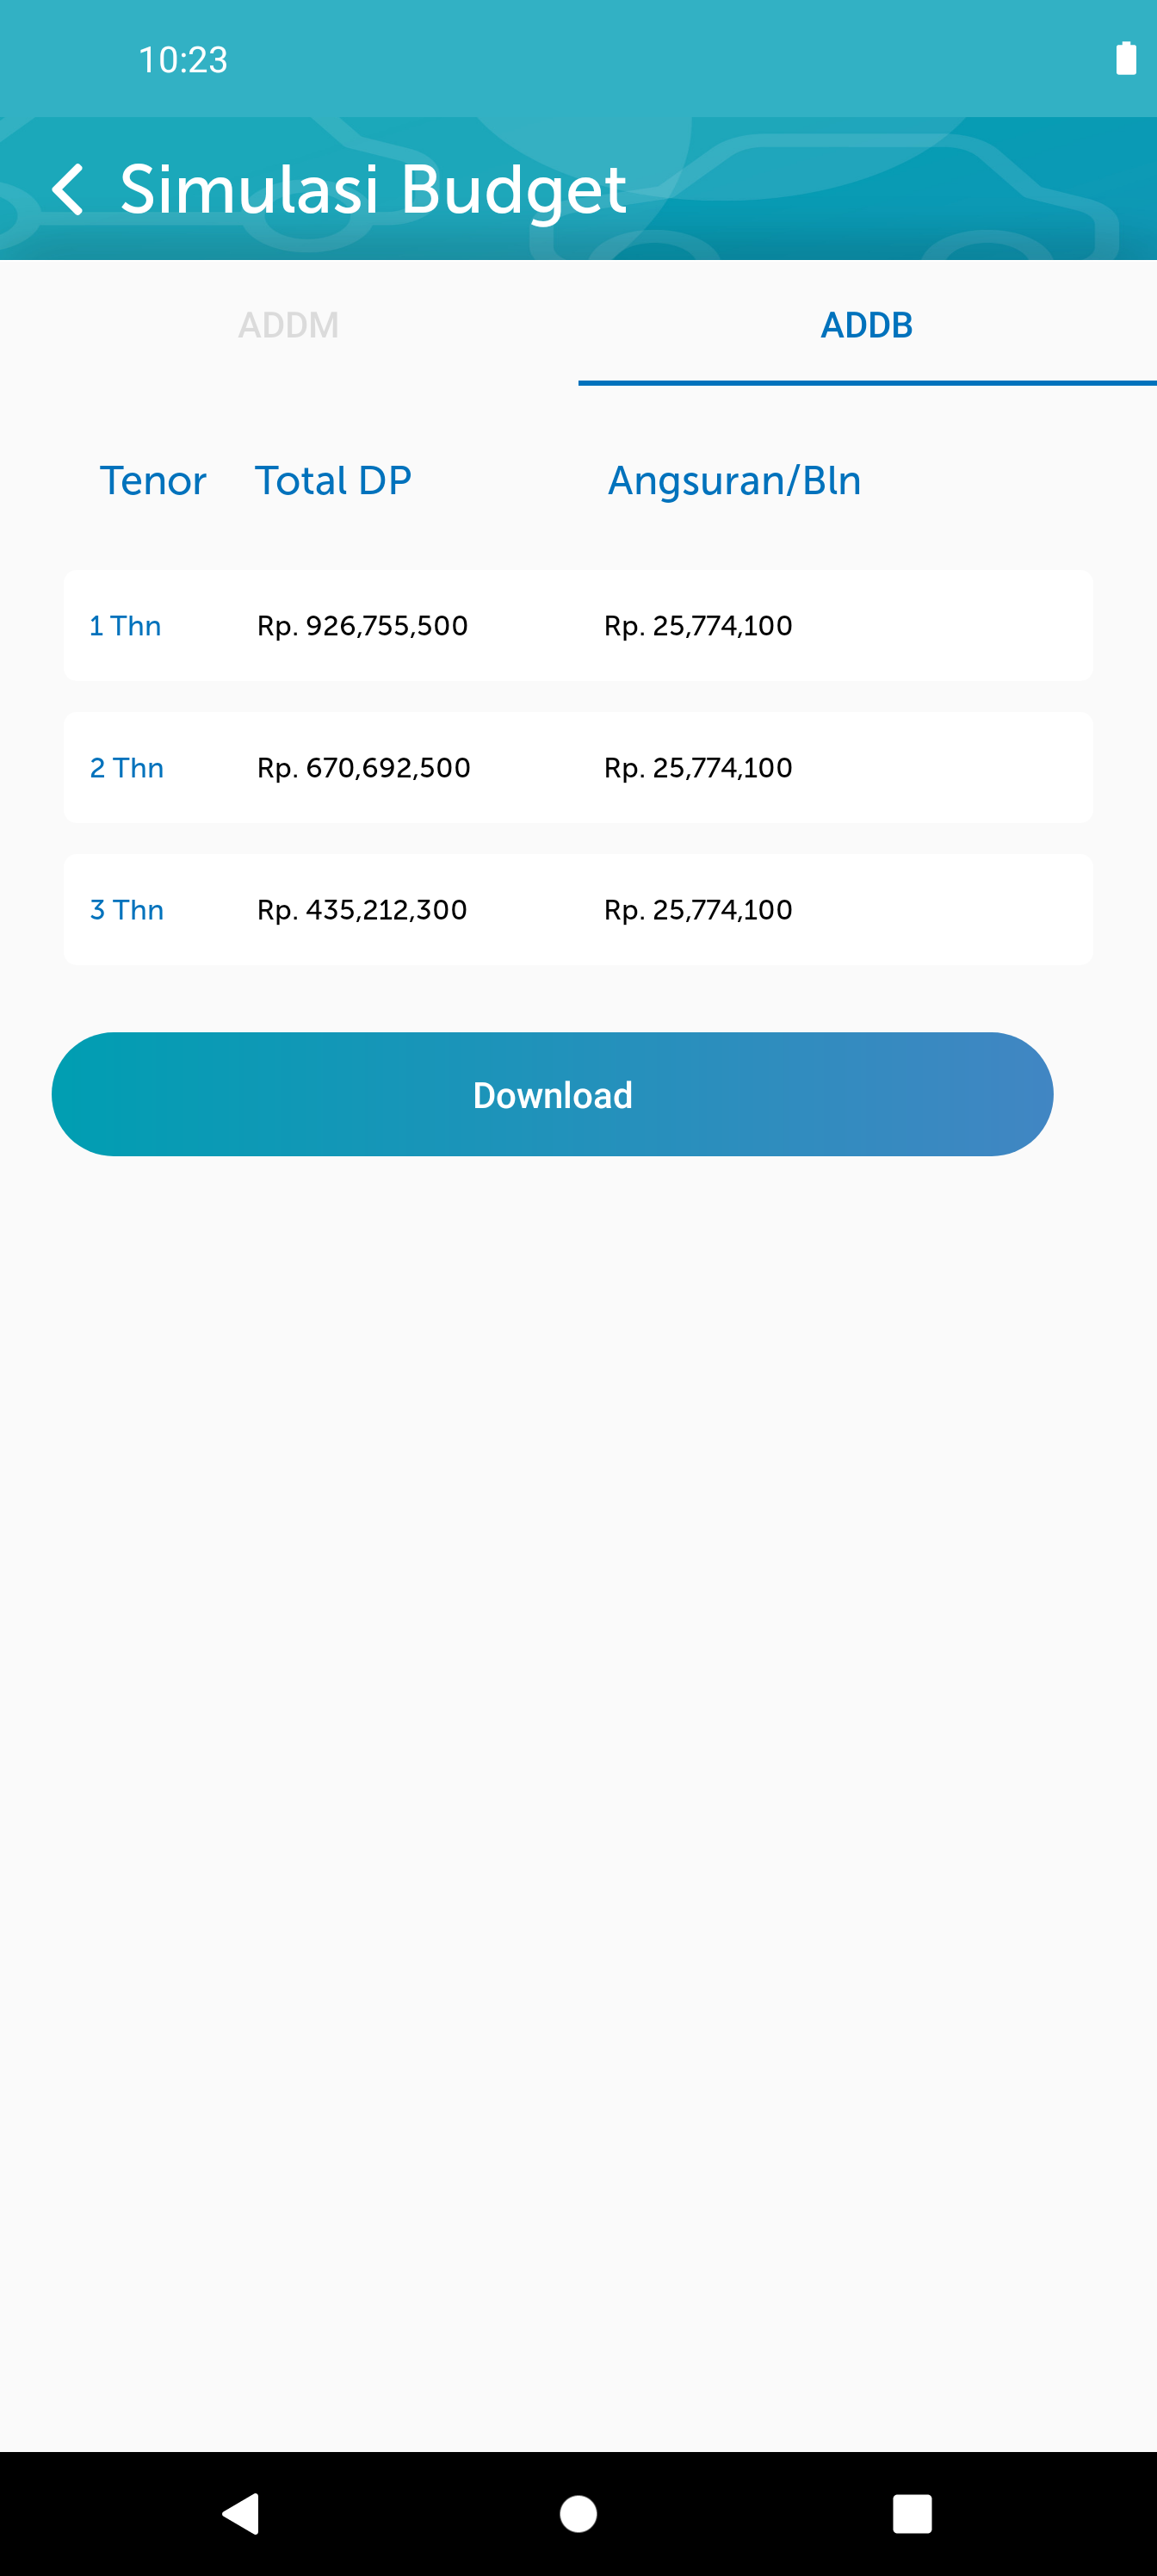 10:23
Simulasi Budget
ADDM ADDB
Tenor Total DP Angsuran/Bln
1 Thn Rp. 926,755,500 Rp. 25,774,100
2 Thn Rp. 670,692,500 Rp. 25,774,100
3 Thn Rp. 435,212,300 Rp. 25,774,100
Download